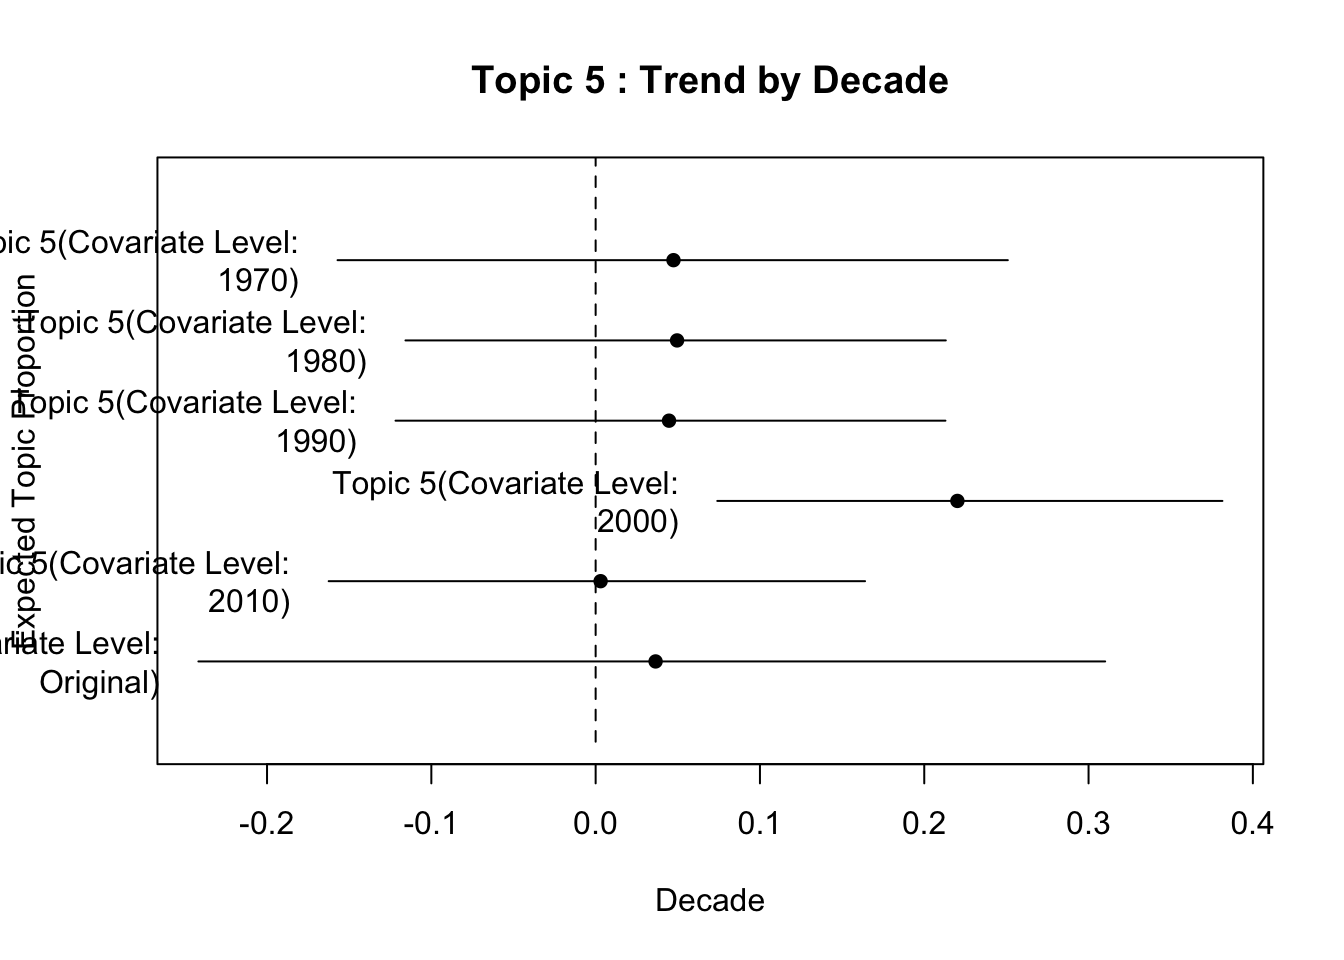 Topic 5 : Trend by Decade
pic 5(Covariate Level:
1970)
Topic 5(Covariate Level:
1980)
Topic 5(Covariate Level:
1990)
Topic 5(Covariate Level:
2000)
ic 5(Covariate Level:
2010)
ariate Level:
Original)
Expected Topic Proportion
-0.2 -0.1 0.0 0.1 0.2 0.3 0.4
Decade